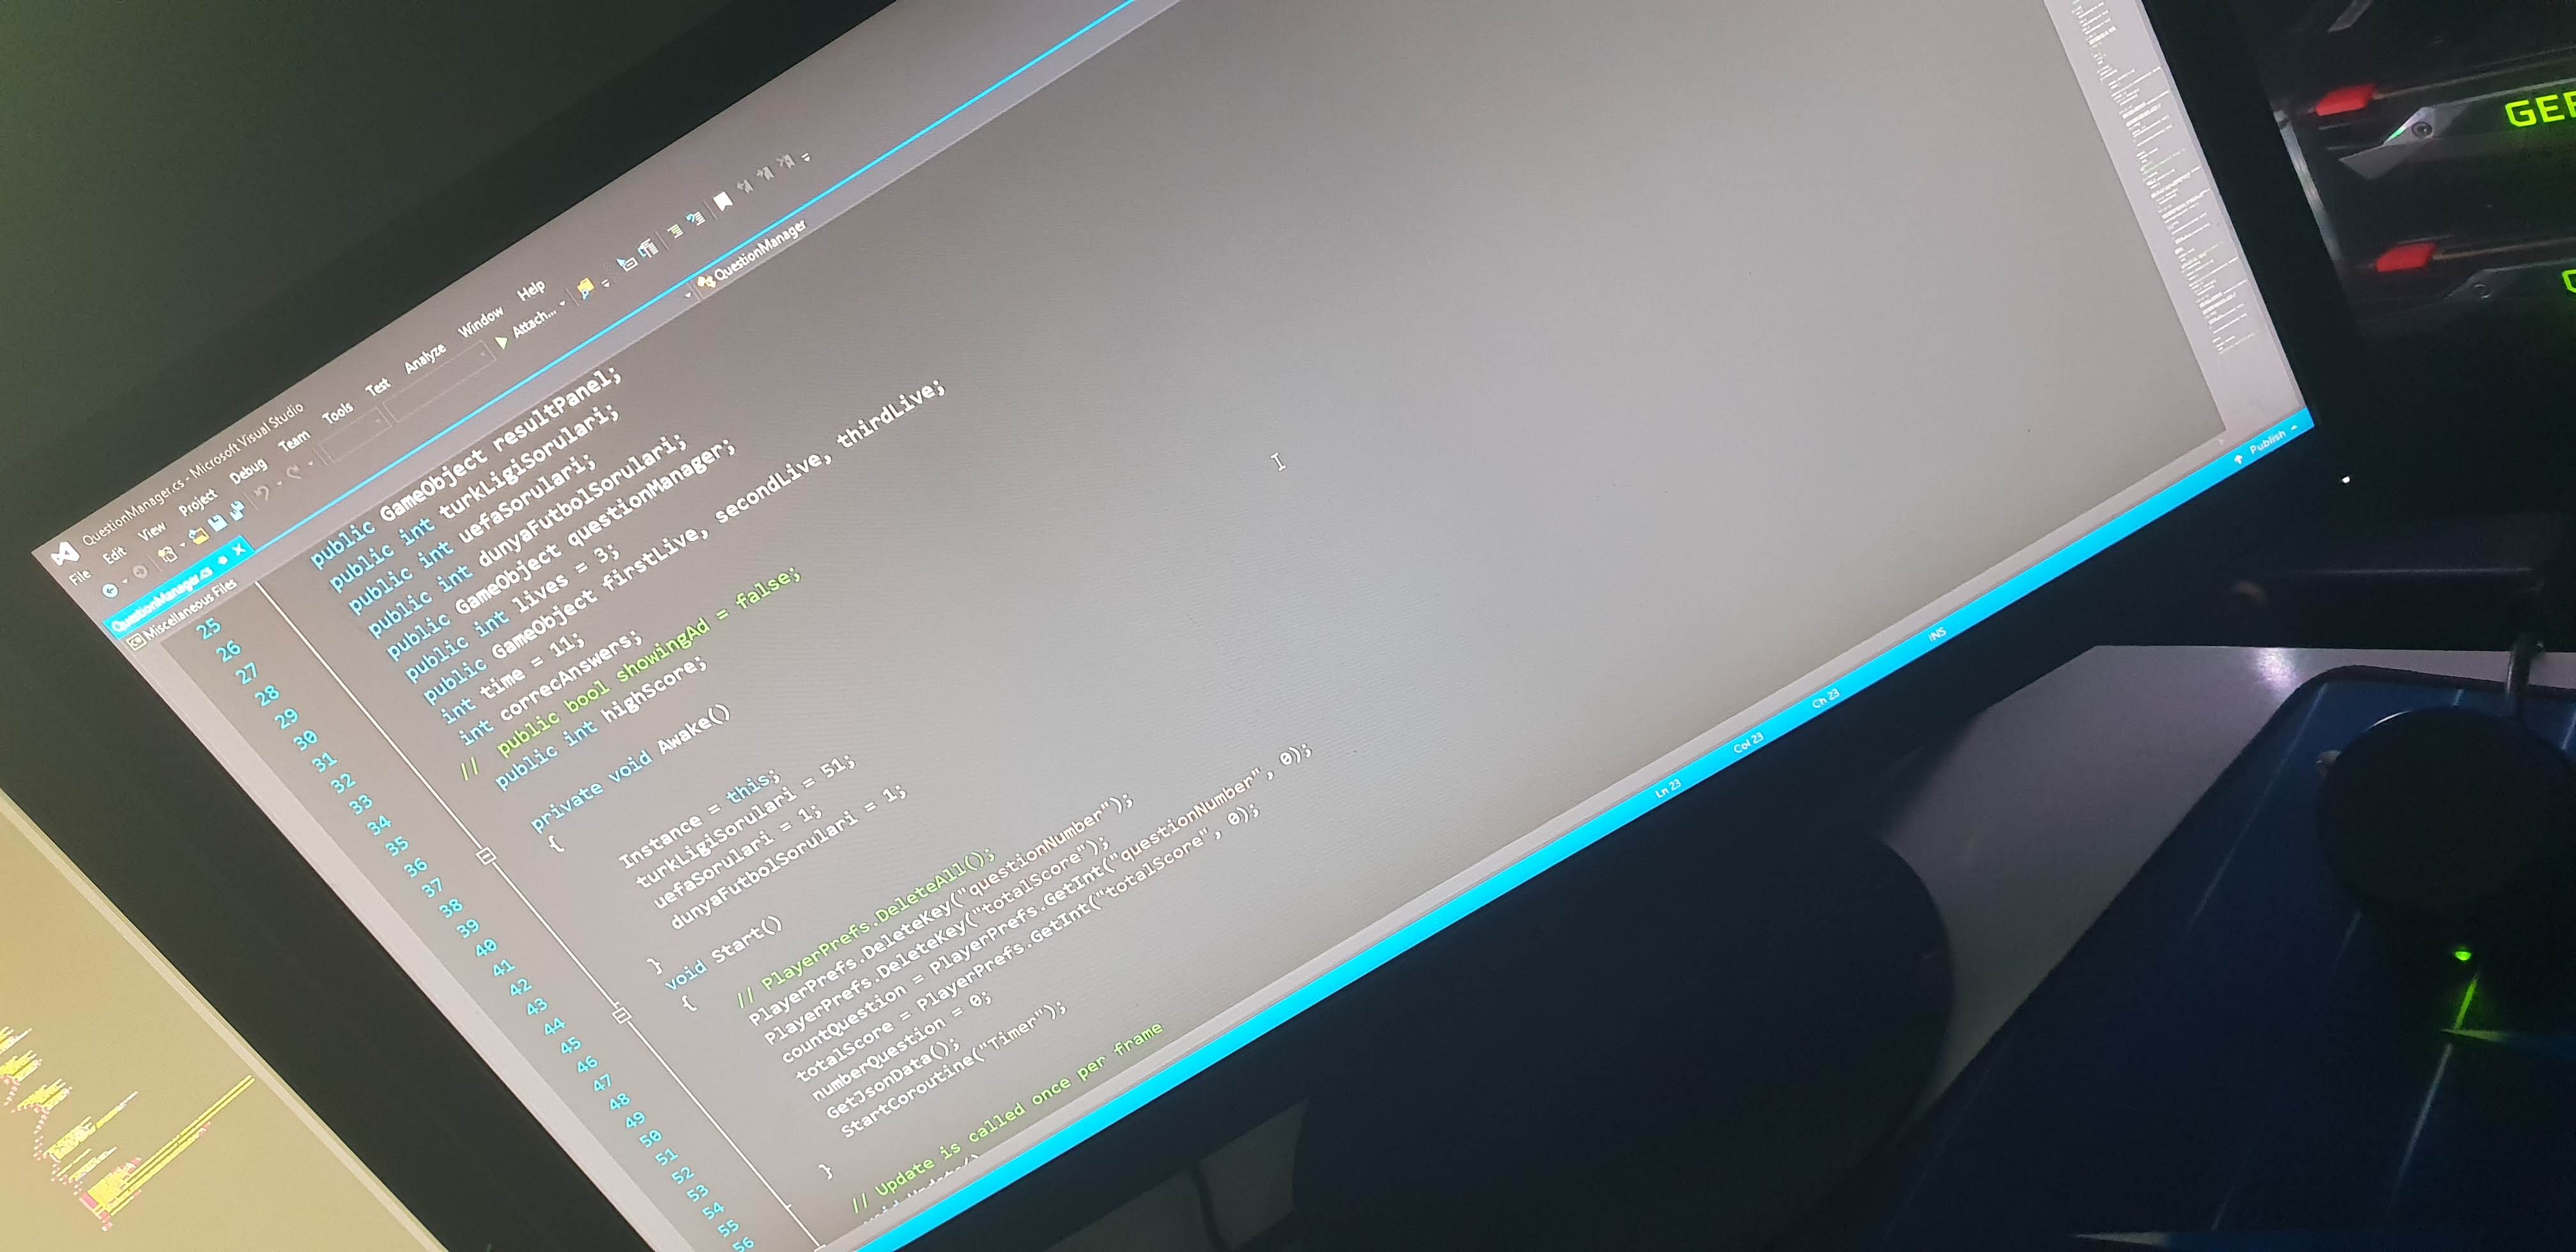 QuestionManager.cs - Microsoft Visual Studio
File Edit View Project Debug Team Tools Test Analyze Window Help
Attach...
QuestionManager.cs
Miscellaneous Files
QuestionManager
25
26
27
28
29
30
31
32
33
34
35
36
37
38
39
40
41
42
43
44
45
46
47
48
49
50
51
52
53
54
55
56
public GameObject resultPanel;
public int turkLigiSorulari;
public int uefaSorulari;
public int dunyaFutbolSorulari;
public GameObject questionManager;
public int lives = 3;
public GameObject firstLive, secondLive, thirdLive;
int time = 11;
int correcAnswers;
// public bool showingAd = false;
public int highScore;
private void Awake()
{
Instance = this;
turkLigiSorulari = 51;
uefaSorulari = 1;
dunyaFutbolSorulari = 1;
}
void Start()
{
// PlayerPrefs.DeleteAll();
PlayerPrefs.DeleteKey("questionNumber");
PlayerPrefs.DeleteKey("totalScore");
countQuestion = PlayerPrefs.GetInt("questionNumber", 0);
totalScore = PlayerPrefs.GetInt("totalScore", 0);
numberQuestion = 0;
GetJsonData();
StartCoroutine("Timer");
}
// Update is called once per frame
Ln 23 Col 23 Ch 23 INS
Publish